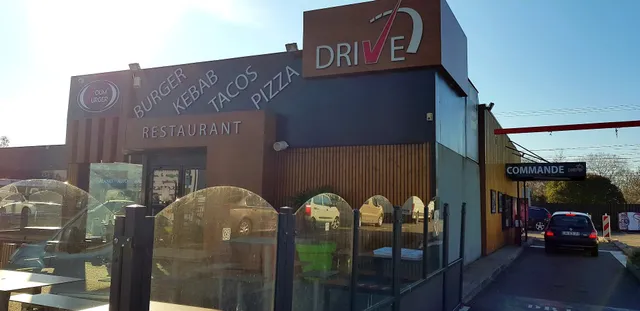 DRIVE
BURGER
KEBAB
TACOS
PIZZA
RESTAURANT
COMMANDE